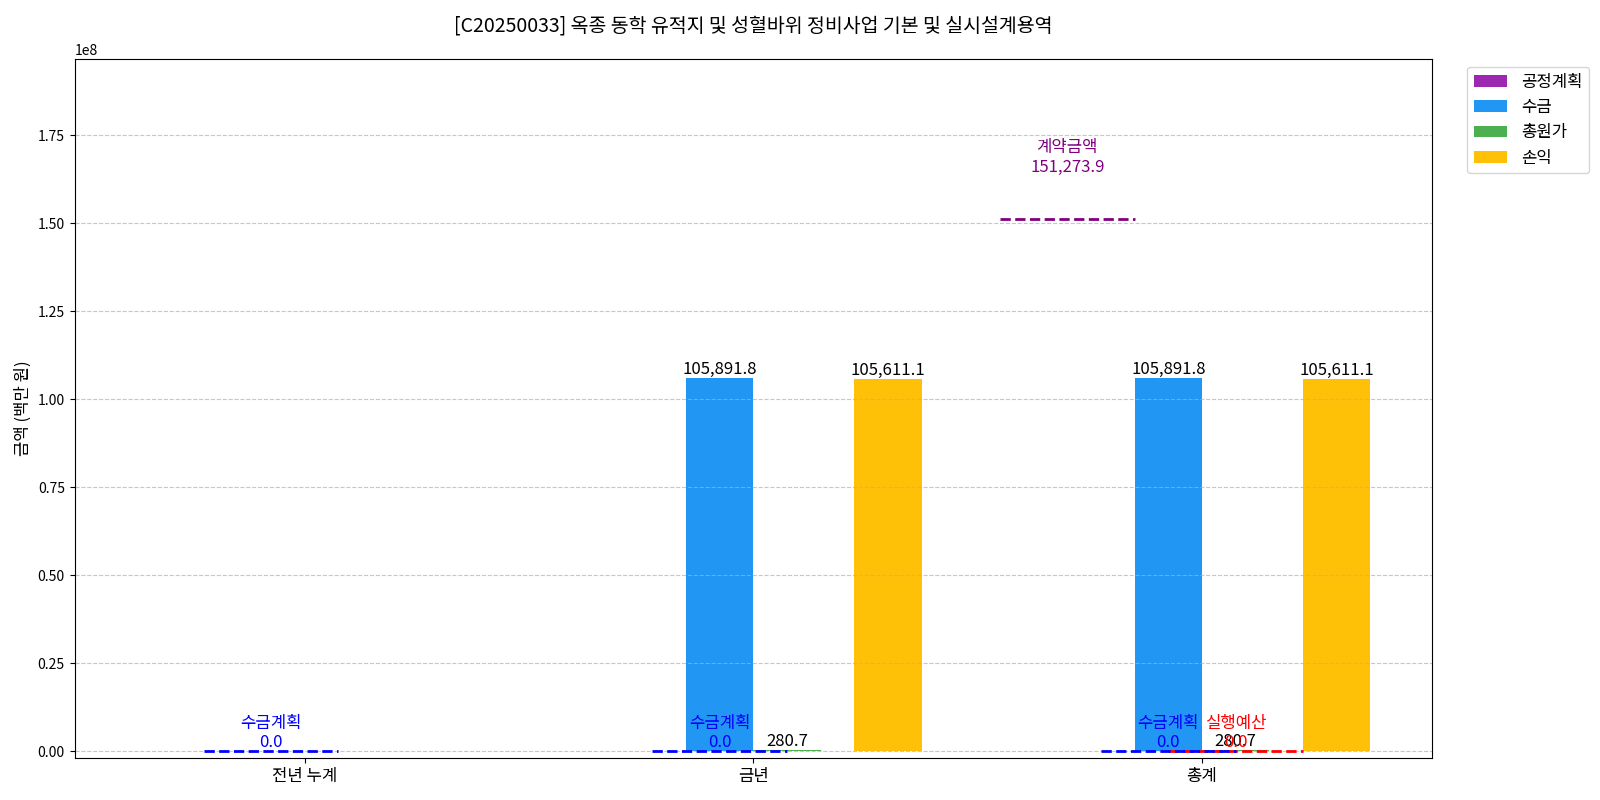 [C20250033] 옥종 동학 유적지 및 성혈바위 정비사업 기본 및 실시설계용역
1e8
공정계획
수금
총원가
손익
1.75
1.50
1.25
1.00
0.75
0.50
0.25
0.00
금액 (백만 원)
계약금액
151,273.9
105,891.8
105,611.1
105,891.8
105,611.1
수금계획
0.0
수금계획
0.0
280.7
수금계획
0.0
실행예산
0.0
280.7
전년 누계
금년
총계